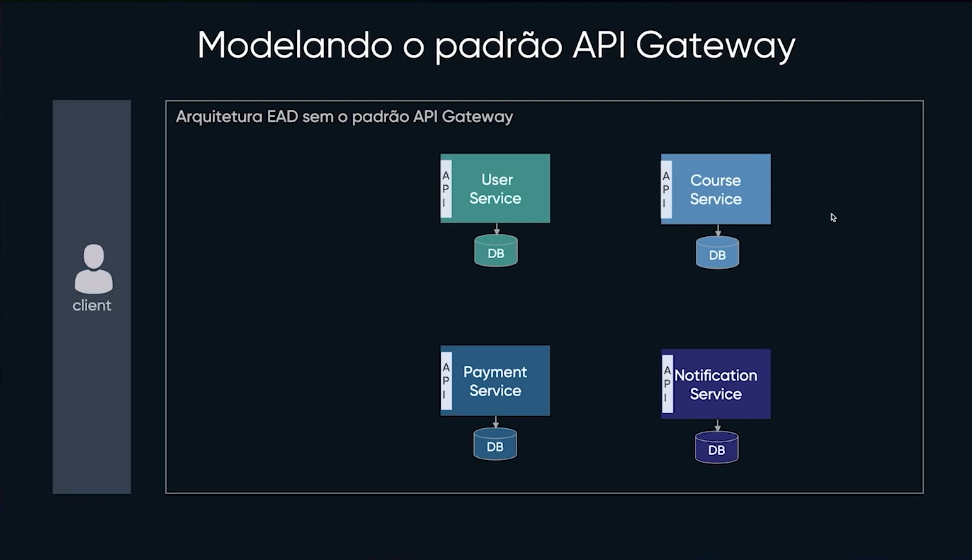 Modelando o padrão API Gateway
Arquitetura EAD sem o padrão API Gateway
client
API
User
Service
DB
API
Course
Service
DB
API
Payment
Service
DB
API
Notification
Service
DB